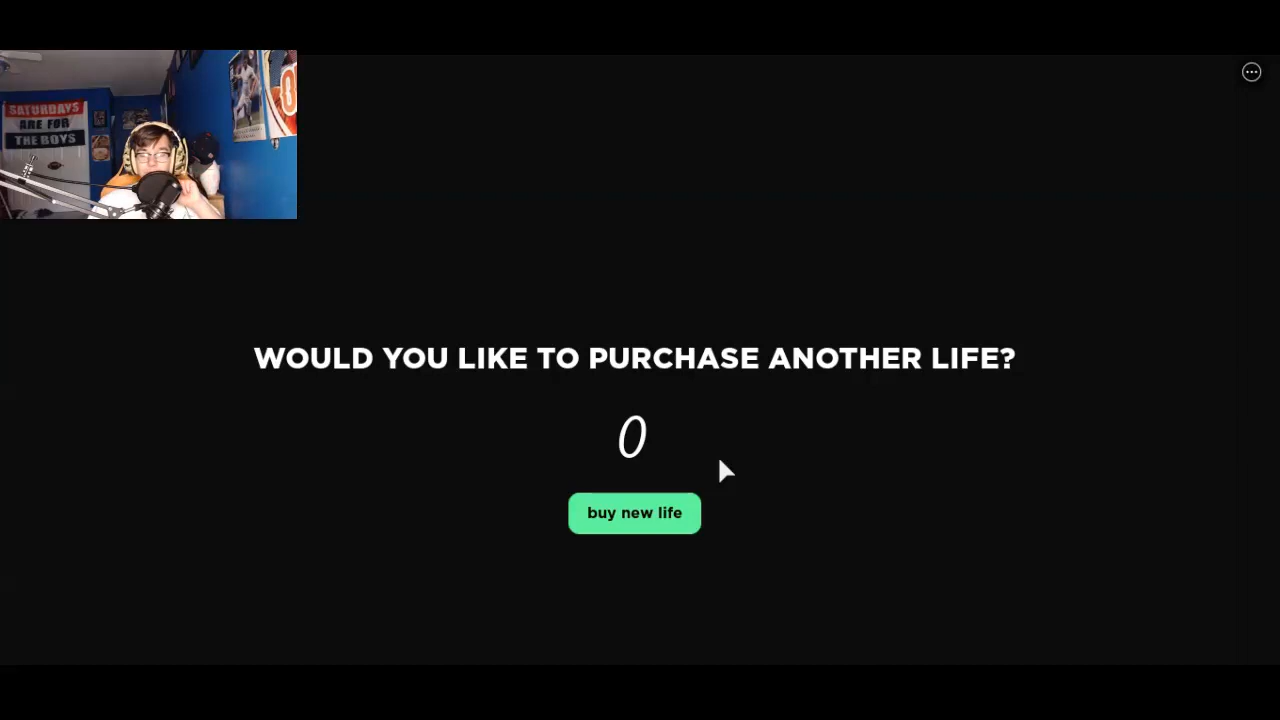 SATURDAYS
ARE FOR
THE BOYS
WOULD YOU LIKE TO PURCHASE ANOTHER LIFE?
0
buy new life